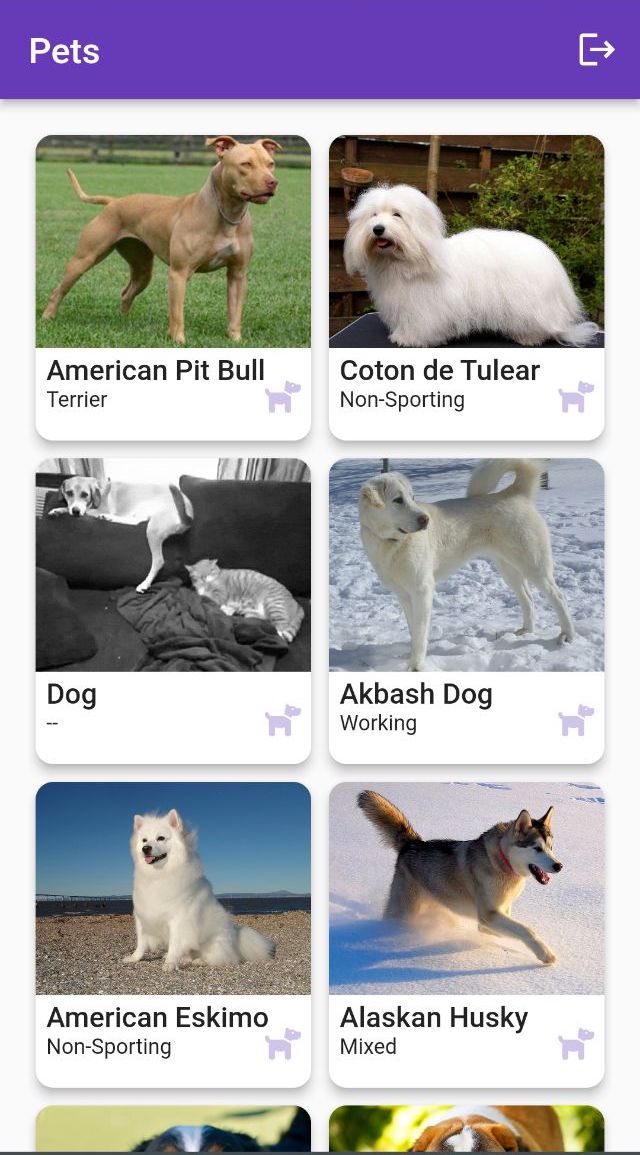 Pets
American Pit Bull
Terrier
Coton de Tulear
Non-Sporting
Dog
--
Akbash Dog
Working
American Eskimo
Non-Sporting
Alaskan Husky
Mixed